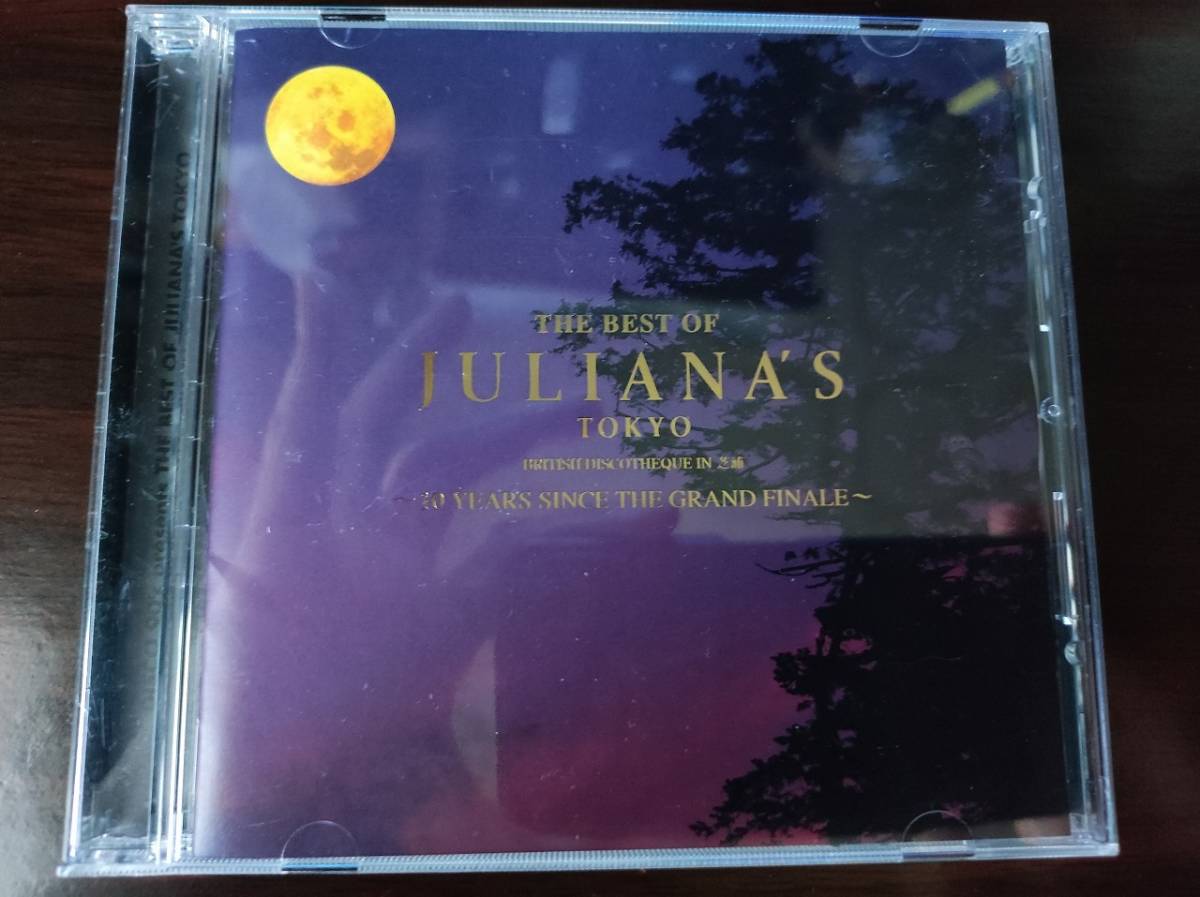 THE BEST OF
JULIANA'S
TOKYO
BRITISH DISCOTHEQUE IN 芝浦
~10 YEARS SINCE THE GRAND FINALE~
THE BEST OF JULIANA'S TOKYO